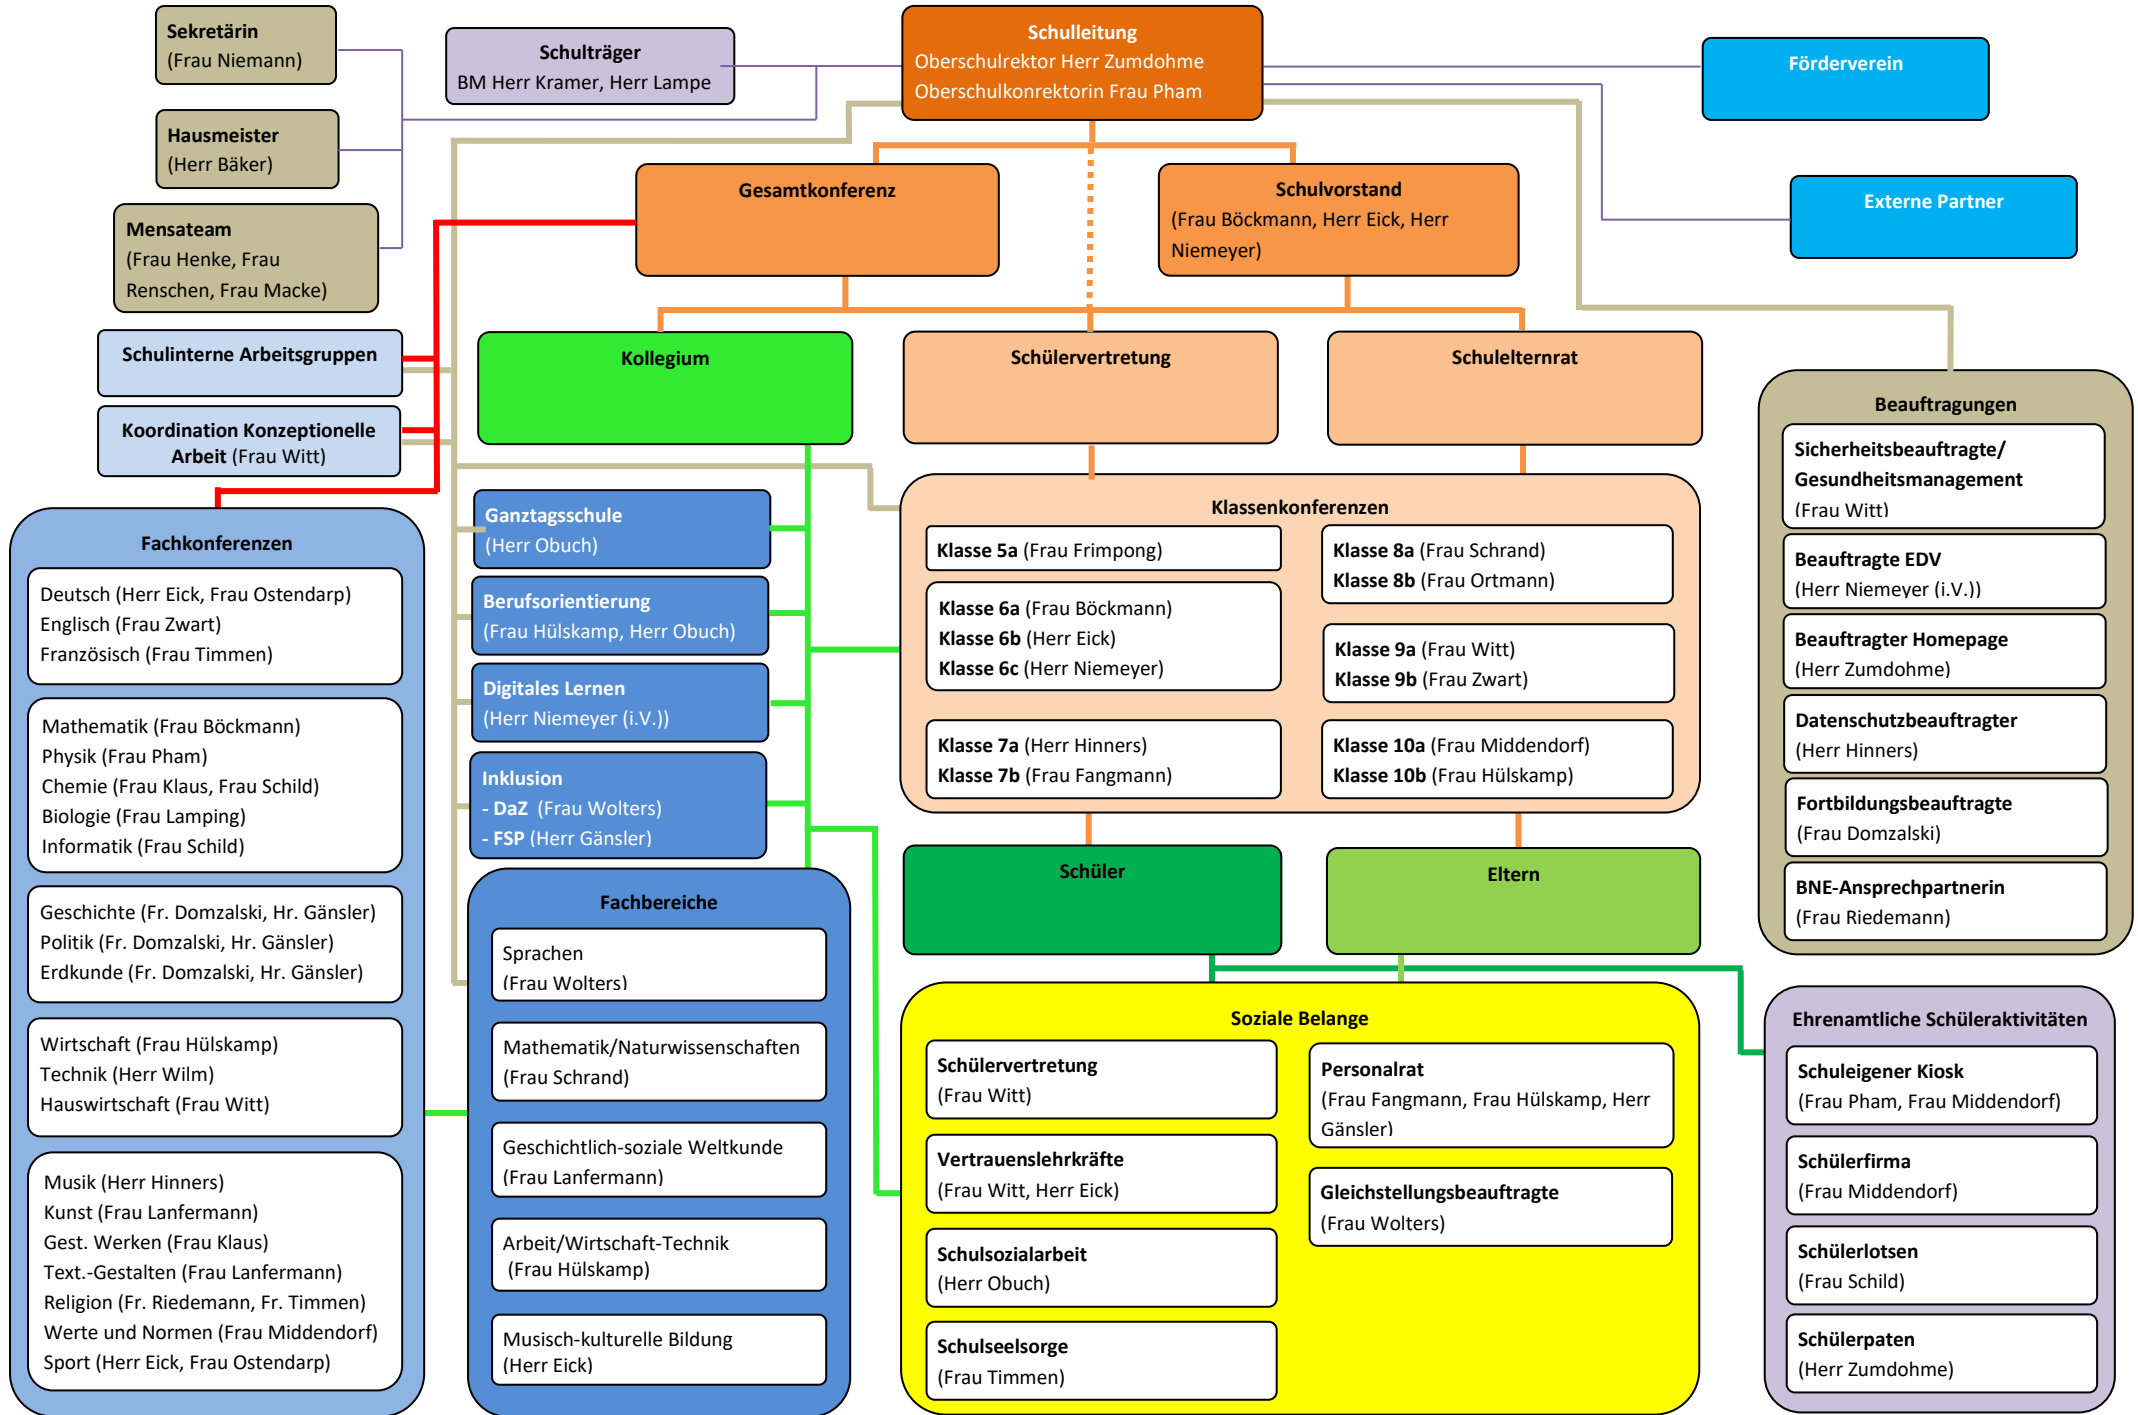 Sekretärin
(Frau Niemann)
Schulträger
BM Herr Kramer, Herr Lampe
Schulleitung
Oberschulrektor Herr Zumdohme
Oberschulkonrektorin Frau Pham
Förderverein
Hausmeister
(Herr Bäker)
Mensateam
(Frau Henke, Frau
Renschen, Frau Macke)
Gesamtkonferenz
Schulvorstand
(Frau Böckmann, Herr Eick, Herr
Niemeyer)
Externe Partner
Schulinterne Arbeitsgruppen
Koordination Konzeptionelle
Arbeit (Frau Witt)
Kollegium
Schülervertretung
Schulelternrat
Fachkonferenzen
Deutsch (Herr Eick, Frau Ostendarp)
Englisch (Frau Zwart)
Französisch (Frau Timmen)
Mathematik (Frau Böckmann)
Physik (Frau Pham)
Chemie (Frau Klaus, Frau Schild)
Biologie (Frau Lamping)
Informatik (Frau Schild)
Geschichte (Fr. Domzalski, Hr. Gänsler)
Politik (Fr. Domzalski, Hr. Gänsler)
Erdkunde (Fr. Domzalski, Hr. Gänsler)
Wirtschaft (Frau Hülskamp)
Technik (Herr Wilm)
Hauswirtschaft (Frau Witt)
Musik (Herr Hinners)
Kunst (Frau Lanfermann)
Gest. Werken (Frau Klaus)
Text.-Gestalten (Frau Lanfermann)
Religion (Fr. Riedemann, Fr. Timmen)
Werte und Normen (Frau Middendorf)
Sport (Herr Eick, Frau Ostendarp)
Ganztagsschule
(Herr Obuch)
Berufsorientierung
(Frau Hülskamp, Herr Obuch)
Digitales Lernen
(Herr Niemeyer (i.V.))
Inklusion
- DaZ (Frau Wolters)
- FSP (Herr Gänsler)
Fachbereiche
Sprachen
(Frau Wolters)
Mathematik/Naturwissenschaften
(Frau Schrand)
Geschichtlich-soziale Weltkunde
(Frau Lanfermann)
Arbeit/Wirtschaft-Technik
(Frau Hülskamp)
Musisch-kulturelle Bildung
(Herr Eick)
Klassenkonferenzen
Klasse 5a (Frau Frimpong)
Klasse 6a (Frau Böckmann)
Klasse 6b (Herr Eick)
Klasse 6c (Herr Niemeyer)
Klasse 7a (Herr Hinners)
Klasse 7b (Frau Fangmann)
Klasse 8a (Frau Schrand)
Klasse 8b (Frau Ortmann)
Klasse 9a (Frau Witt)
Klasse 9b (Frau Zwart)
Klasse 10a (Frau Middendorf)
Klasse 10b (Frau Hülskamp)
Schüler
Eltern
Soziale Belange
Schülervertretung
(Frau Witt)
Vertrauenslehrkräfte
(Frau Witt, Herr Eick)
Schulsozialarbeit
(Herr Obuch)
Schulseelsorge
(Frau Timmen)
Personalrat
(Frau Fangmann, Frau Hülskamp, Herr
Gänsler)
Gleichstellungsbeauftragte
(Frau Wolters)
Beauftragungen
Sicherheitsbeauftragte/
Gesundheitsmanagement
(Frau Witt)
Beauftragte EDV
(Herr Niemeyer (i.V.))
Beauftragter Homepage
(Herr Zumdohme)
Datenschutzbeauftragter
(Herr Hinners)
Fortbildungsbeauftragte
(Frau Domzalski)
BNE-Ansprechpartnerin
(Frau Riedemann)
Ehrenamtliche Schüleraktivitäten
Schuleigener Kiosk
(Frau Pham, Frau Middendorf)
Schülerfirma
(Frau Middendorf)
Schülerlotsen
(Frau Schild)
Schülerpaten
(Herr Zumdohme)